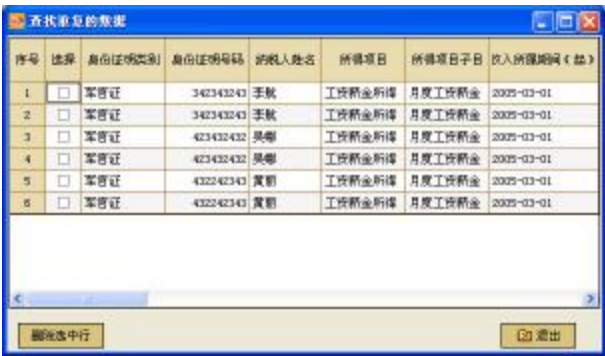 查找重复的数据
序号 选择 身份证明类别 身份证明号码 纳税人姓名 所得项目 所得项目子目 收入所属期间(起)
1 军官证 342343243 李航 工资薪金所得 月度工资薪金 2005-03-01
2 军官证 342343243 李航 工资薪金所得 月度工资薪金 2005-03-01
3 军官证 423432432 吴娜 工资薪金所得 月度工资薪金 2005-03-01
4 军官证 423432432 吴娜 工资薪金所得 月度工资薪金 2005-03-01
5 军官证 432242343 黄丽 工资薪金所得 月度工资薪金 2005-03-01
6 军官证 432242343 黄丽 工资薪金所得 月度工资薪金 2005-03-01
删除选中行 退出